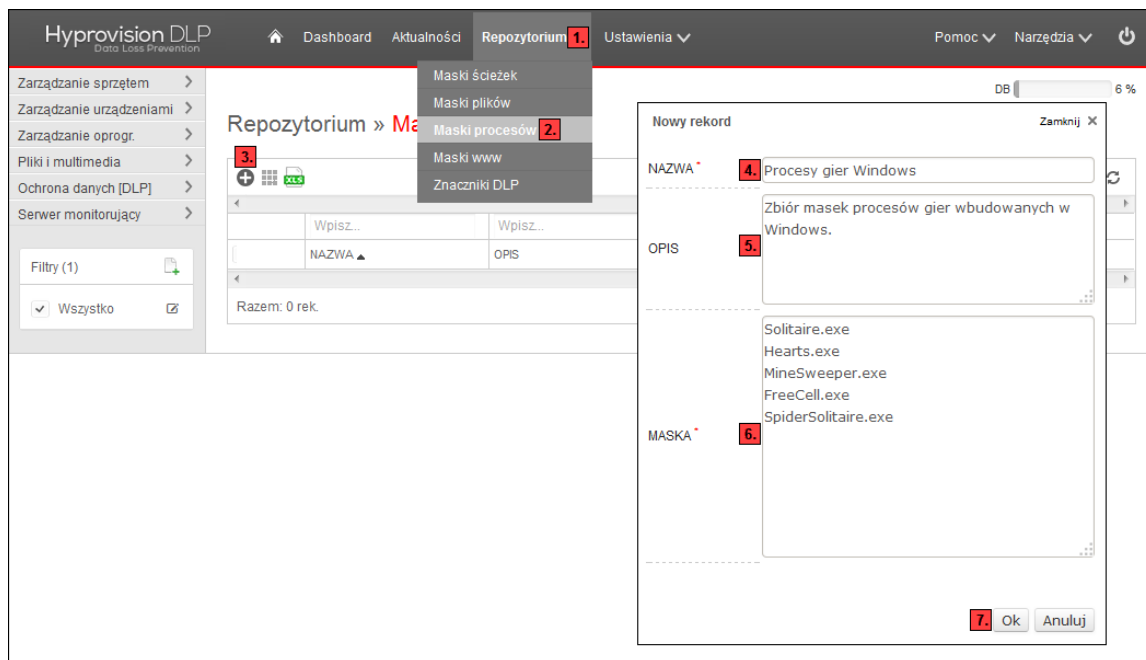 Hyprovision DLP
Data Loss Prevention
Dashboard Aktualności Repozytorium 1. Ustawienia Pomoc Narzędzia
Maski ścieżek
Maski plików
Maski procesów 2.
Maski www
Znaczniki DLP
Zarządzanie sprzętem
Zarządzanie urządzeniami
Zarządzanie oprogr.
Pliki i multimedia
Ochrona danych [DLP]
Serwer monitorujący
Filtry (1)
Wszystko
DB 6 %
Repozytorium » Ma
3.
XLS
Wpisz... Wpisz...
NAZWA OPIS
Razem: 0 rek.
Nowy rekord Zamknij
NAZWA * 4. Procesy gier Windows
OPIS 5. Zbiór masek procesów gier wbudowanych w
Windows.
MASKA * 6.
Solitaire.exe
Hearts.exe
MineSweeper.exe
FreeCell.exe
SpiderSolitaire.exe
7. Ok Anuluj